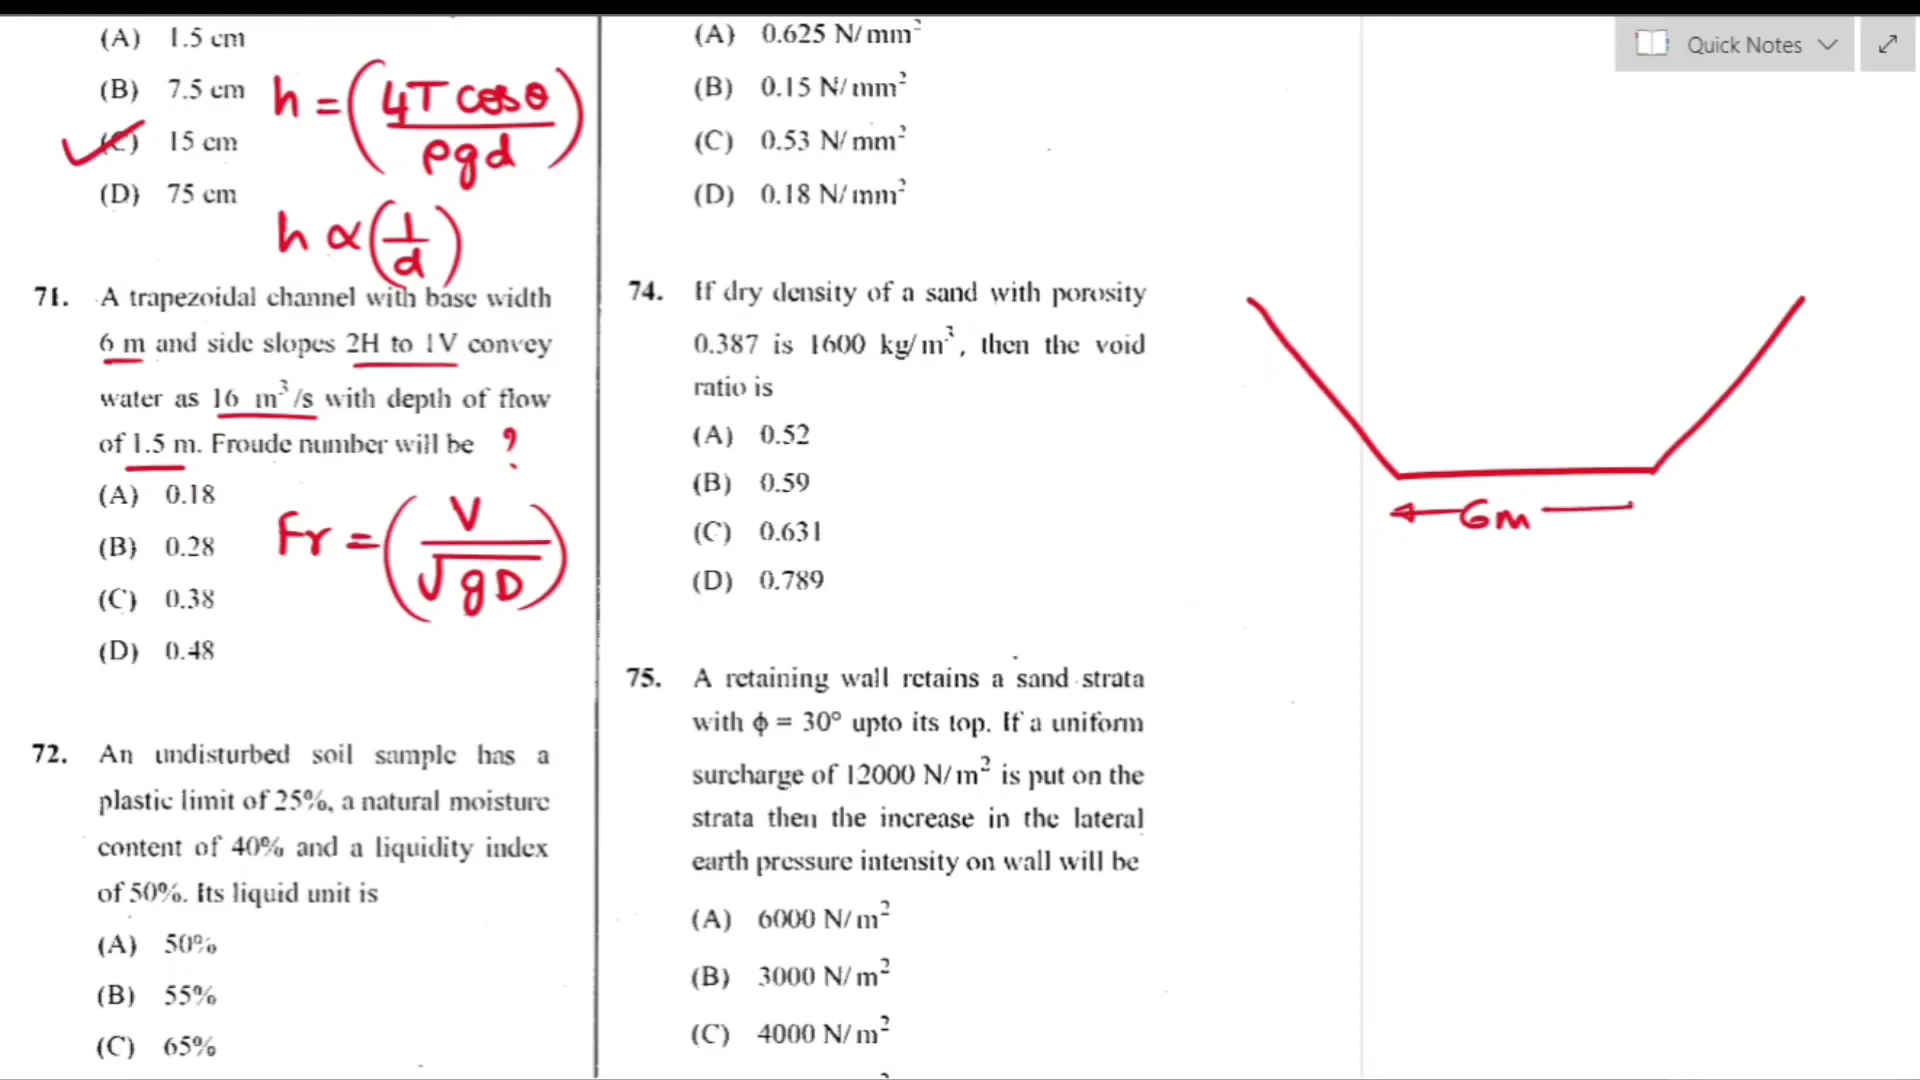 (A) 1.5 cm
(B) 7.5 cm
(C) 15 cm
(D) 75 cm
h = (4T cosθ / ρgd)
h ∝ (1/d)
71. A trapezoidal channel with base width
6 m and side slopes 2H to 1V convey
water as 16 m³/s with depth of flow
of 1.5 m. Froude number will be ?
(A) 0.18
(B) 0.28
(C) 0.38
(D) 0.48
Fr = (V / √gD)
72. An undisturbed soil sample has a
plastic limit of 25%, a natural moisture
content of 40% and a liquidity index
of 50%. Its liquid unit is
(A) 50%
(B) 55%
(C) 65%
(A) 0.625 N/mm²
(B) 0.15 N/mm²
(C) 0.53 N/mm²
(D) 0.18 N/mm²
74. If dry density of a sand with porosity
0.387 is 1600 kg/m³, then the void
ratio is
(A) 0.52
(B) 0.59
(C) 0.631
(D) 0.789
75. A retaining wall retains a sand strata
with ϕ = 30° upto its top. If a uniform
surcharge of 12000 N/m² is put on the
strata then the increase in the lateral
earth pressure intensity on wall will be
(A) 6000 N/m²
(B) 3000 N/m²
(C) 4000 N/m²
Quick Notes
6m